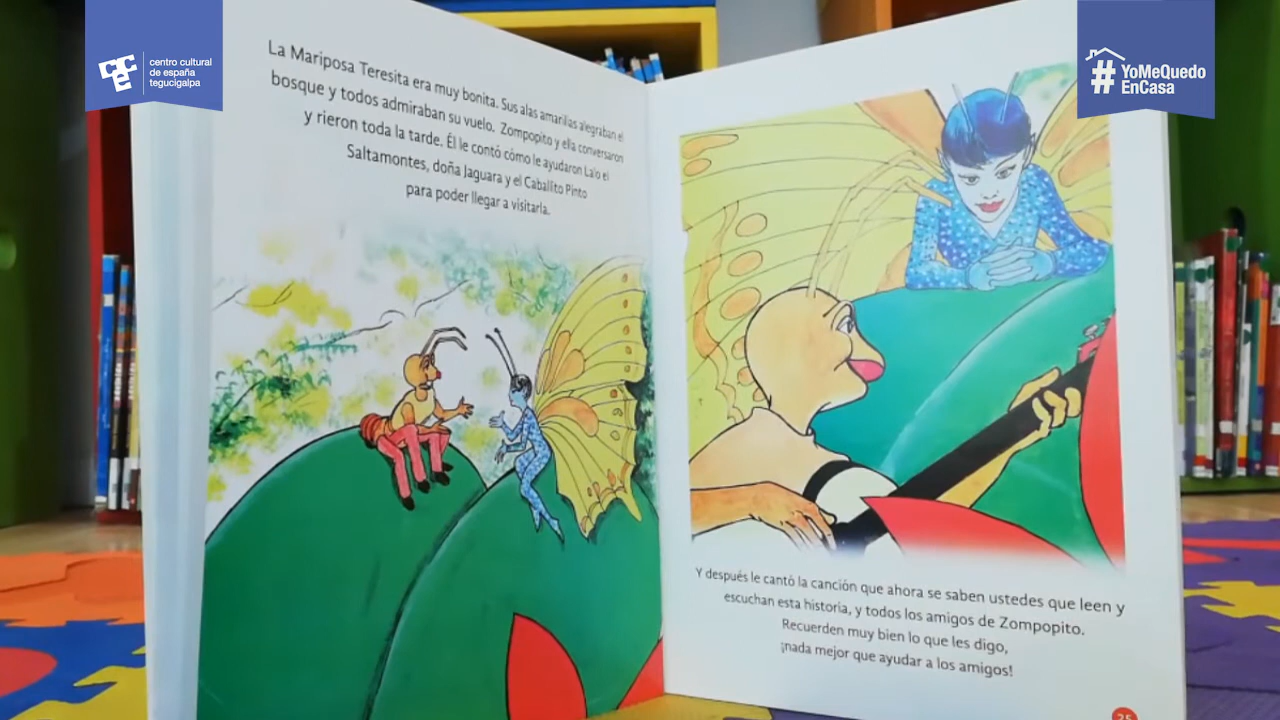 centro cultural
de españa
tegucigalpa
#YoMeQuedo
EnCasa
La Mariposa Teresita era muy bonita. Sus alas amarillas alegraban el
bosque y todos admiraban su vuelo. Zompopito y ella conversaron
y rieron toda la tarde. Él le contó cómo le ayudaron Lalo el
Saltamontes, doña Jaguara y el Caballito Pinto
para poder llegar a visitarla.
Y después le cantó la canción que ahora se saben ustedes que leen y
escuchan esta historia, y todos los amigos de Zompopito.
Recuerden muy bien lo que les digo,
¡nada mejor que ayudar a los amigos!
25